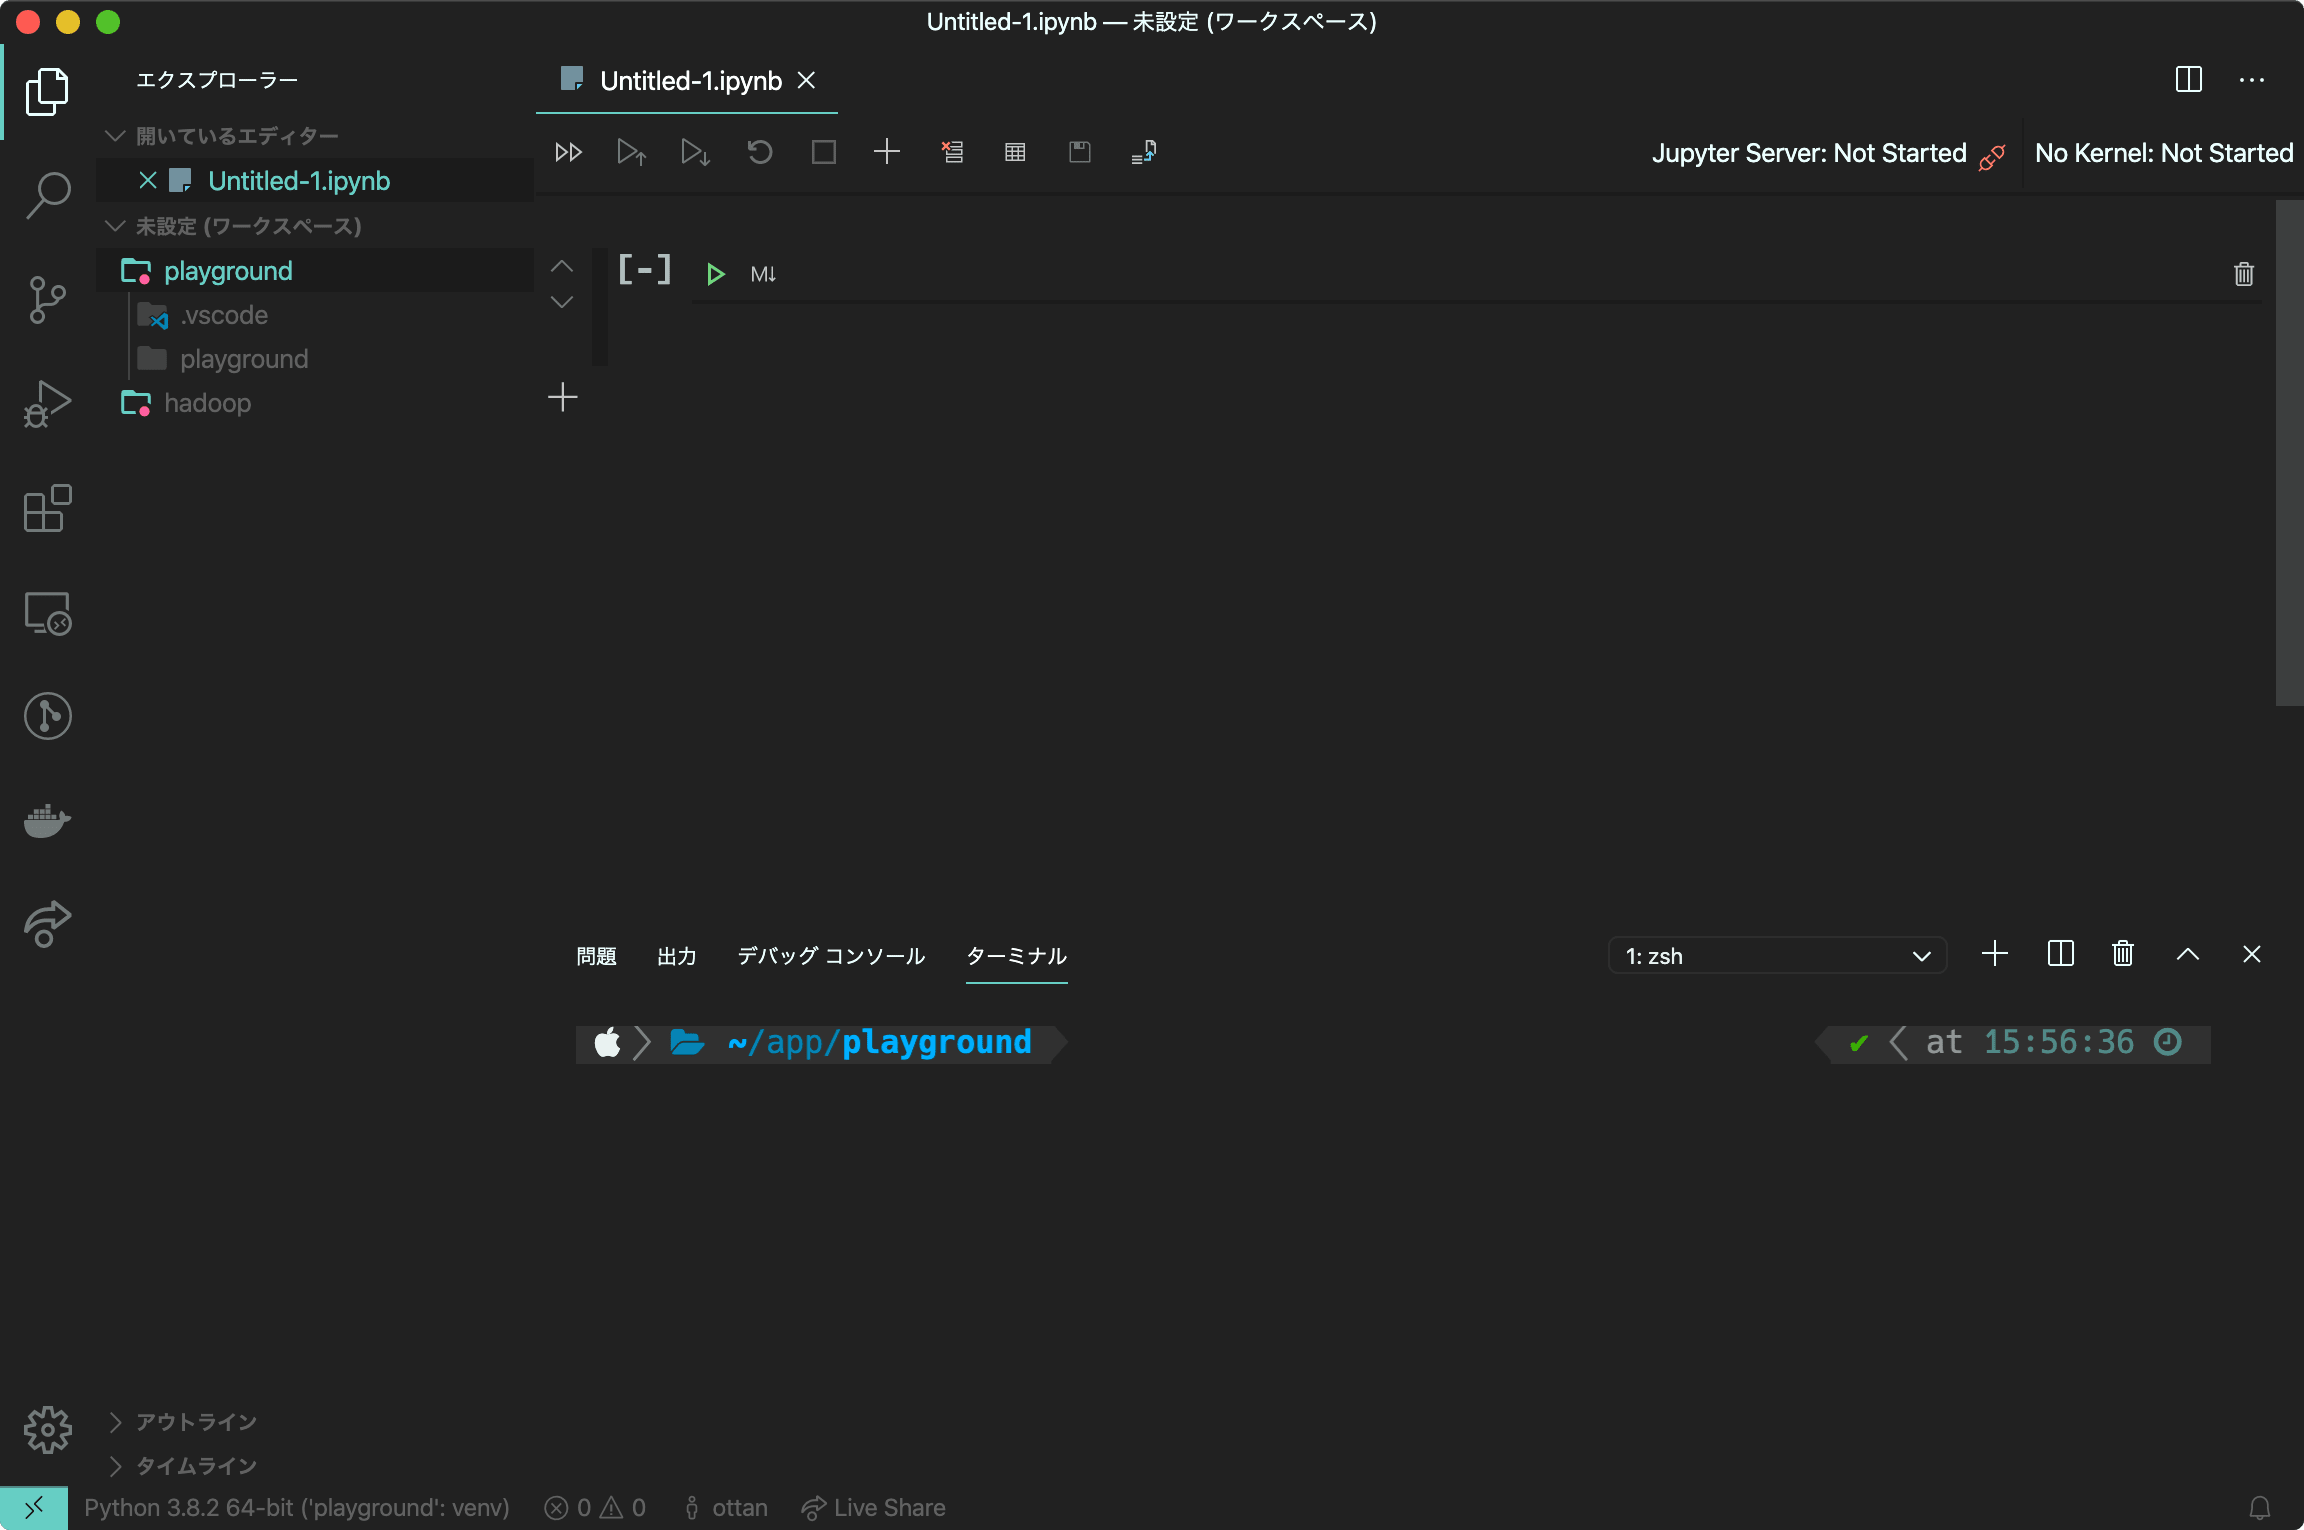 Untitled-1.ipynb — 未設定 (ワークスペース)
エクスプローラー
開いているエディター
Untitled-1.ipynb
未設定 (ワークスペース)
playground
.vscode
playground
hadoop
アウトライン
タイムライン
Untitled-1.ipynb
Jupyter Server: Not Started
No Kernel: Not Started
[-]
M↓
問題 出力 デバッグ コンソール ターミナル
1: zsh
~/app/playground
✔ at 15:56:36
Python 3.8.2 64-bit ('playground': venv) 0 0 ottan Live Share